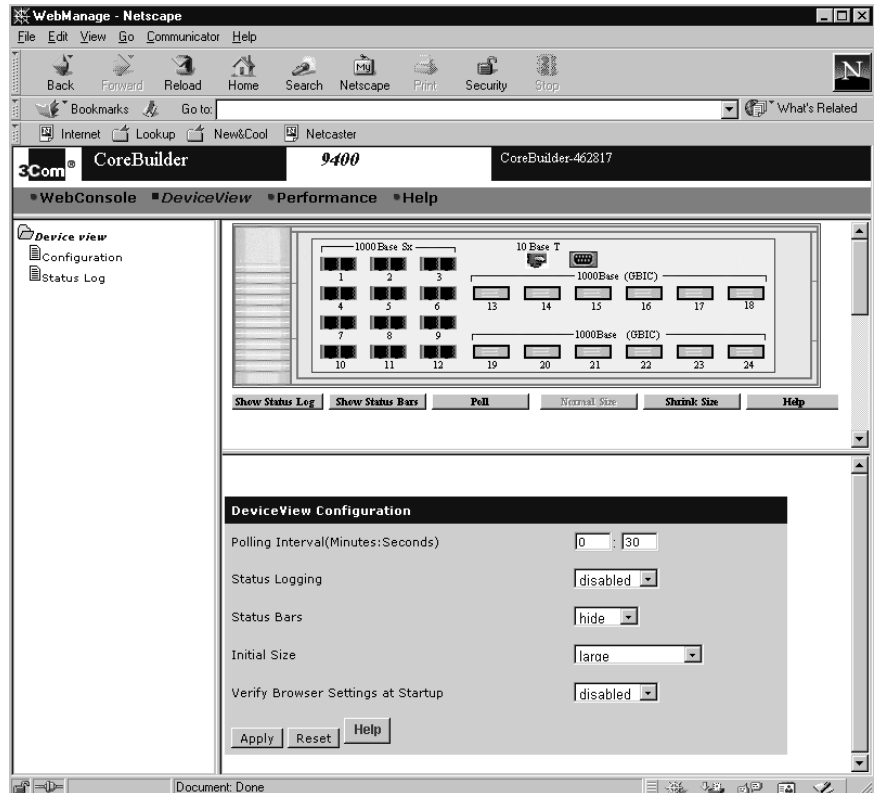 WebManage - Netscape
File Edit View Go Communicator Help
Back Forward Reload Home Search Netscape Print Security Stop
My
N
Bookmarks Go to: What's Related
Internet Lookup New&Cool Netcaster
3Com® CoreBuilder 9400 CoreBuilder-462817
WebConsole DeviceView Performance Help
Device view
Configuration
Status Log
1000 Base Sx 10 Base T
1 2 3
1000Base (GBIC)
4 5 6 13 14 15 16 17 18
7 8 9
1000Base (GBIC)
10 11 12 19 20 21 22 23 24
Show Status Log Show Status Bars Poll Normal Size Shrink Size Help
DeviceView Configuration
Polling Interval(Minutes:Seconds) 0 : 30
Status Logging disabled
Status Bars hide
Initial Size large
Verify Browser Settings at Startup disabled
Apply Reset Help
Document: Done